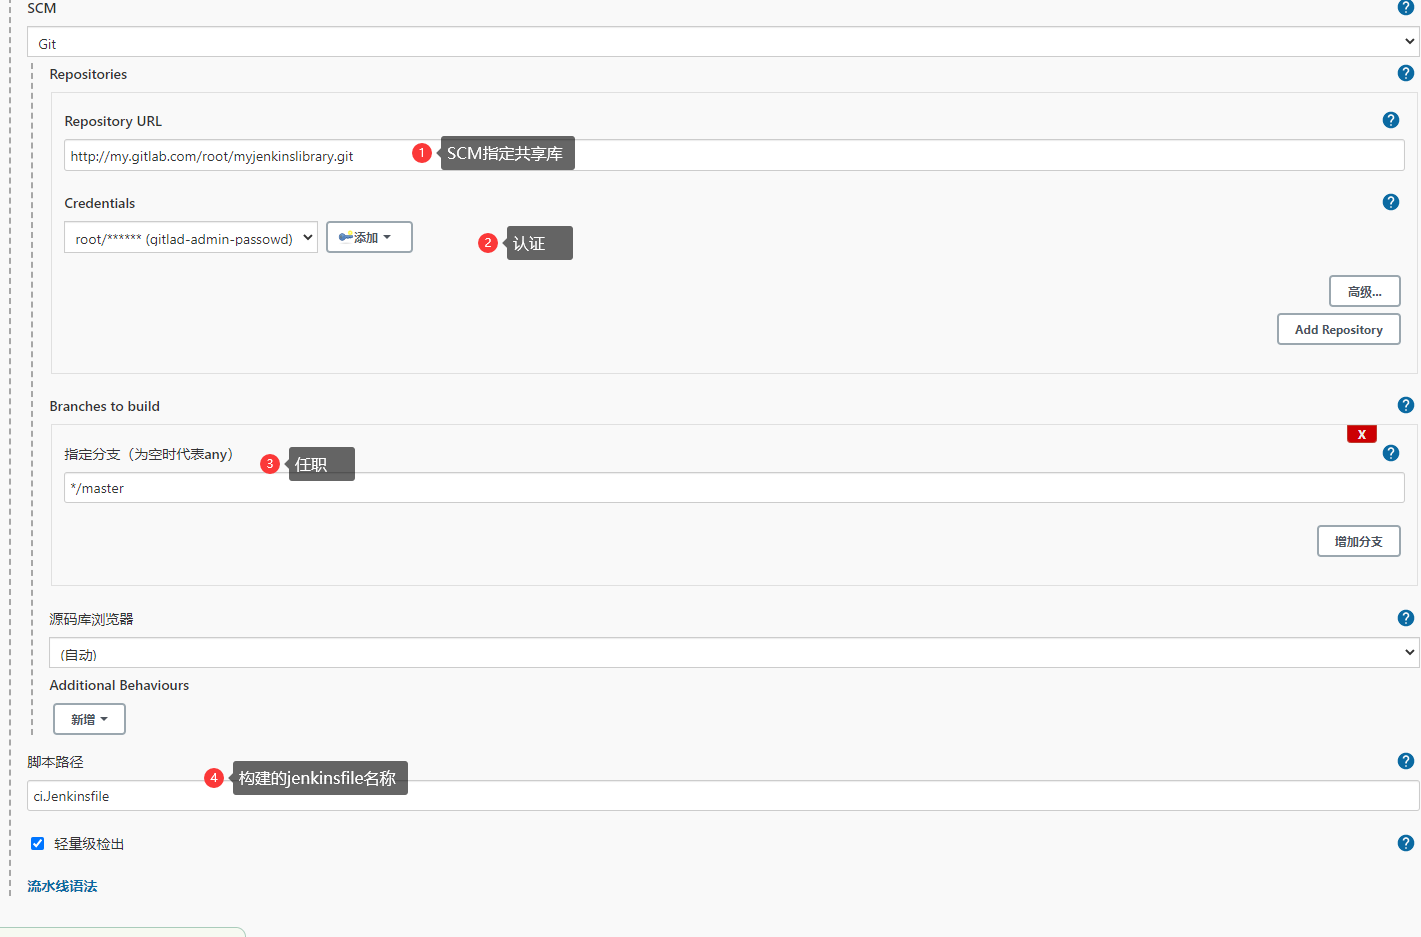 SCM
Git
Repositories
Repository URL
http://my.gitlab.com/root/myjenkinslibrary.git
1 SCM指定共享库
Credentials
root/****** (gitlad-admin-passowd)
添加
2 认证
高级...
Add Repository
Branches to build
X
指定分支（为空时代表any）
3 任职
*/master
增加分支
源码库浏览器
(自动)
Additional Behaviours
新增
脚本路径
4 构建的jenkinsfile名称
ci.Jenkinsfile
轻量级检出
流水线语法